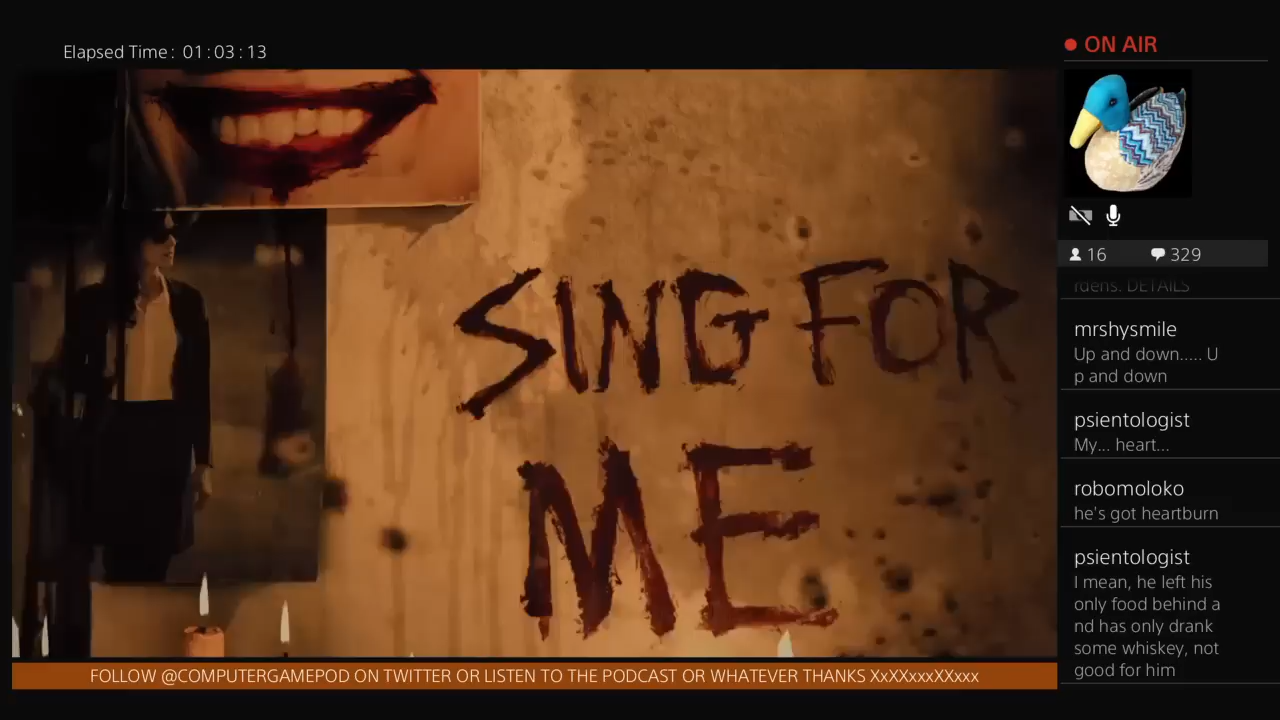 Elapsed Time: 01:03:13
ON AIR
SING FOR
ME
16 329
rdens. DETAILS
mrshysmile
Up and down..... U
p and down
psientologist
My... heart...
robomoloko
he's got heartburn
psientologist
I mean, he left his
only food behind a
nd has only drank
some whiskey, not
good for him
FOLLOW @COMPUTERGAMEPOD ON TWITTER OR LISTEN TO THE PODCAST OR WHATEVER THANKS XxXXxxxXXxxx